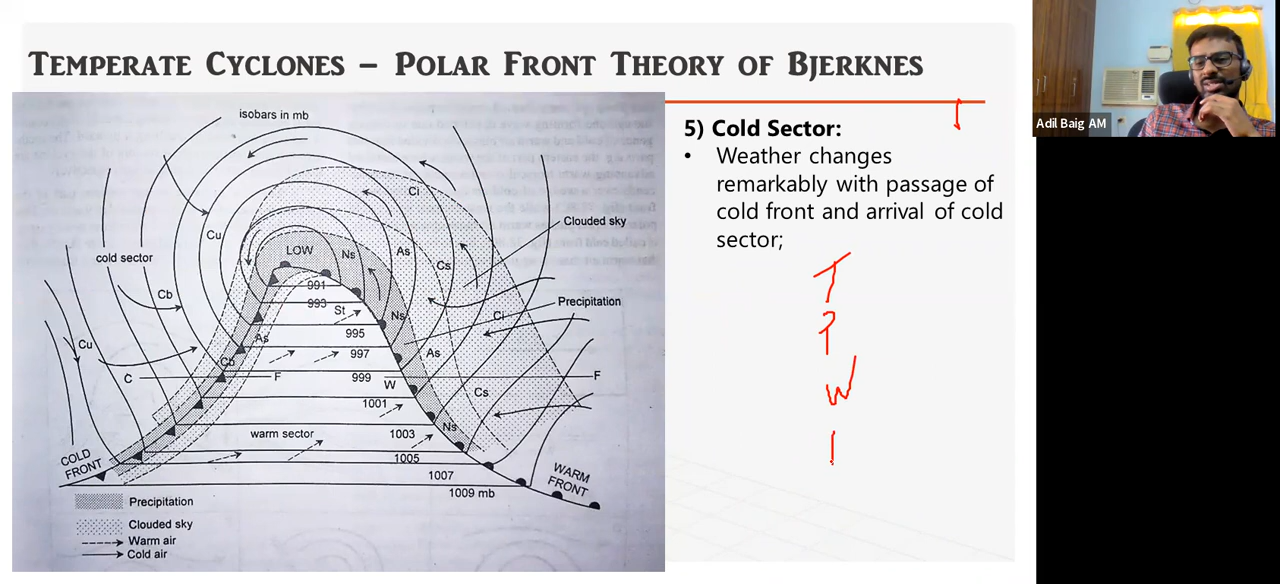 TEMPERATE CYCLONES – POLAR FRONT THEORY OF BJERKNES
Adil Baig AM
isobars in mb
Ci
Clouded sky
Cu
LOW
Ns
As
Cs
cold sector
991
Cb
993
St
Precipitation
Ns
Ci
995
As
Cu
Cb
997
As
C
F
999
W
F
Cs
1001
Ns
warm sector
1003
1005
COLD
FRONT
1007
WARM
FRONT
1009 mb
Precipitation
Clouded sky
Warm air
Cold air
5) Cold Sector:
• Weather changes
remarkably with passage of
cold front and arrival of cold
sector;
T
P
W